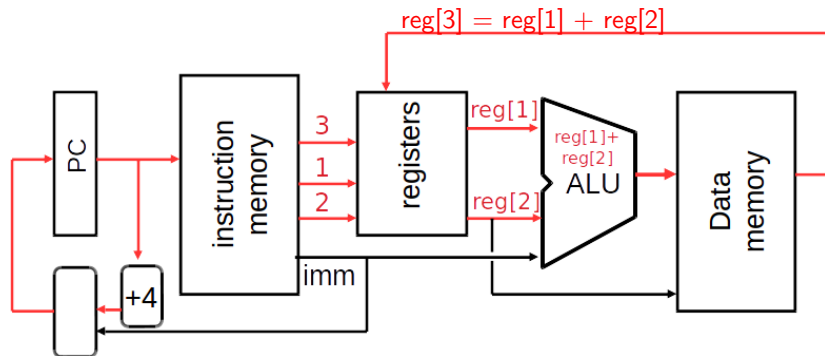 reg[3] = reg[1] + reg[2]
PC
+4
instruction
memory
3
1
2
imm
registers
reg[1]
reg[2]
reg[1]+
reg[2]
ALU
Data
memory